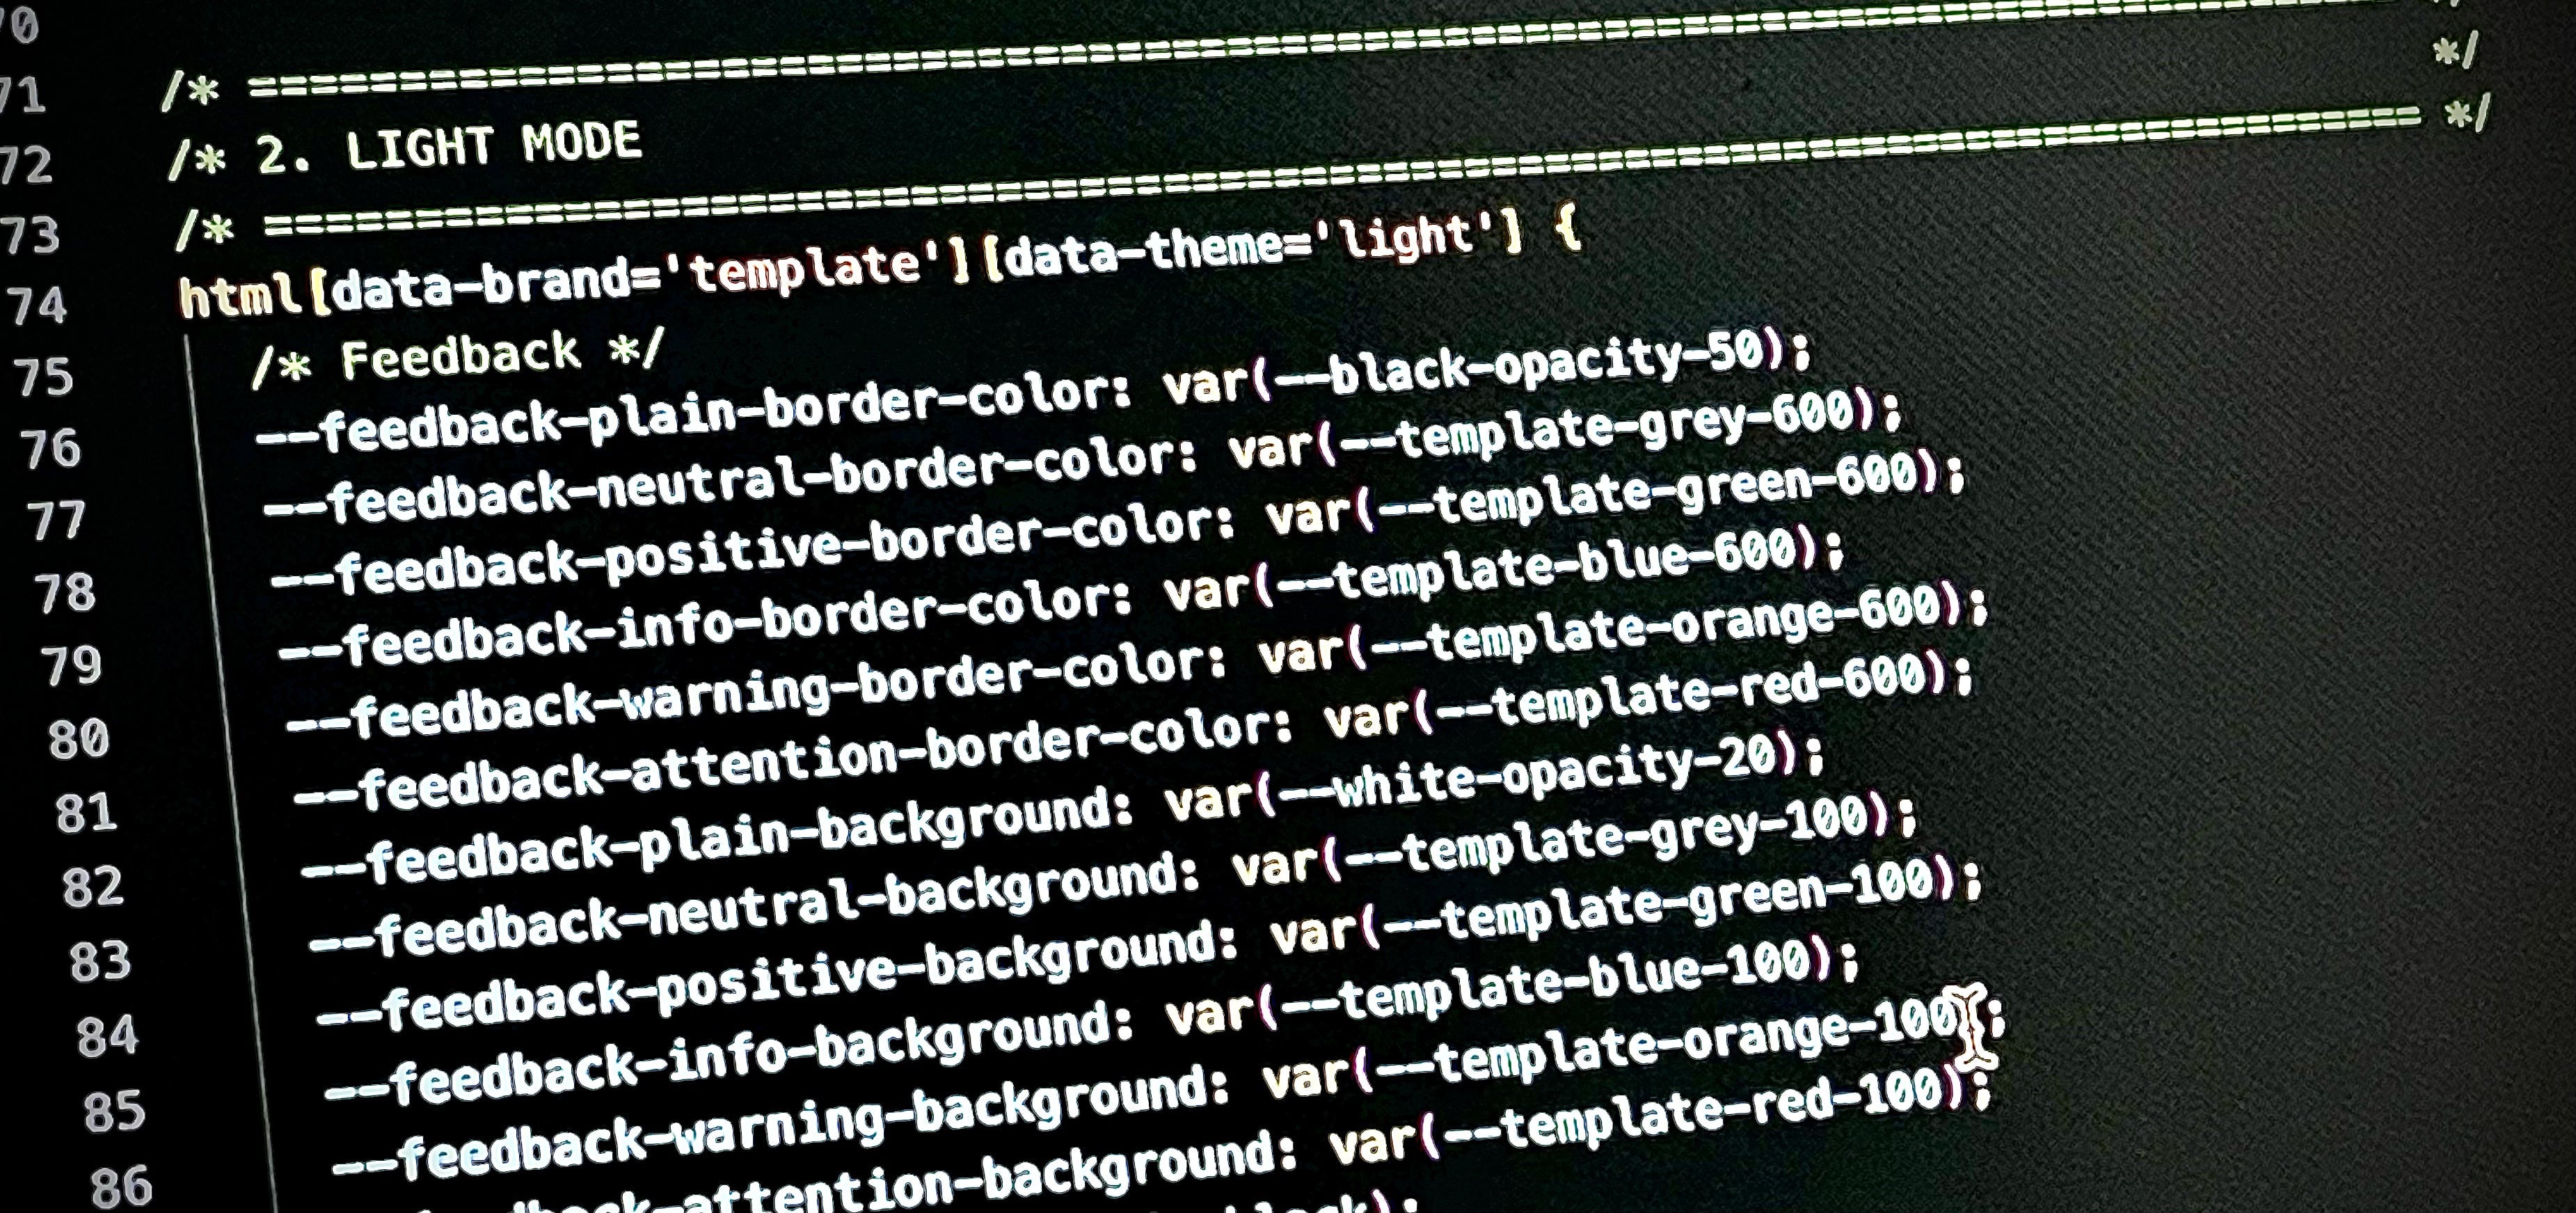 70
71 /* ========================================================================== */
72 /* 2. LIGHT MODE */
73 /* ========================================================================== */
74 html[data-brand='template'][data-theme='light'] {
75 /* Feedback */
76 --feedback-plain-border-color: var(--black-opacity-50);
77 --feedback-neutral-border-color: var(--template-grey-600);
78 --feedback-positive-border-color: var(--template-green-600);
79 --feedback-info-border-color: var(--template-blue-600);
80 --feedback-warning-border-color: var(--template-orange-600);
81 --feedback-attention-border-color: var(--template-red-600);
82 --feedback-plain-background: var(--white-opacity-20);
83 --feedback-neutral-background: var(--template-grey-100);
84 --feedback-positive-background: var(--template-green-100);
85 --feedback-info-background: var(--template-blue-100);
86 --feedback-warning-background: var(--template-orange-100);
dback-attention-background: var(--template-red-100);